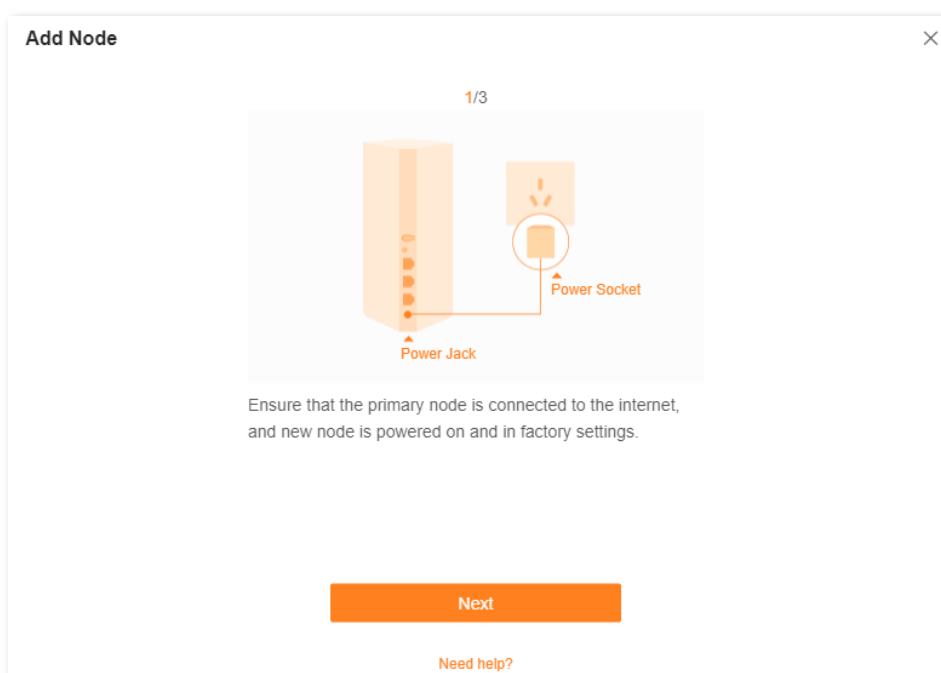 Add Node
1/3
Power Socket
Power Jack
Ensure that the primary node is connected to the internet,
and new node is powered on and in factory settings.
Next
Need help?